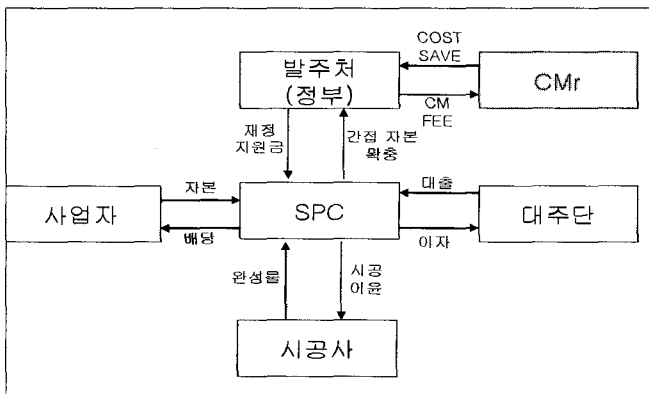 COST
SAVE
발주처
(정부)
CMr
CM
FEE
재정
지원금
간접 자본
확충
자본
대출
사업자
SPC
대주단
배당
이자
완성물
시공
이윤
시공사